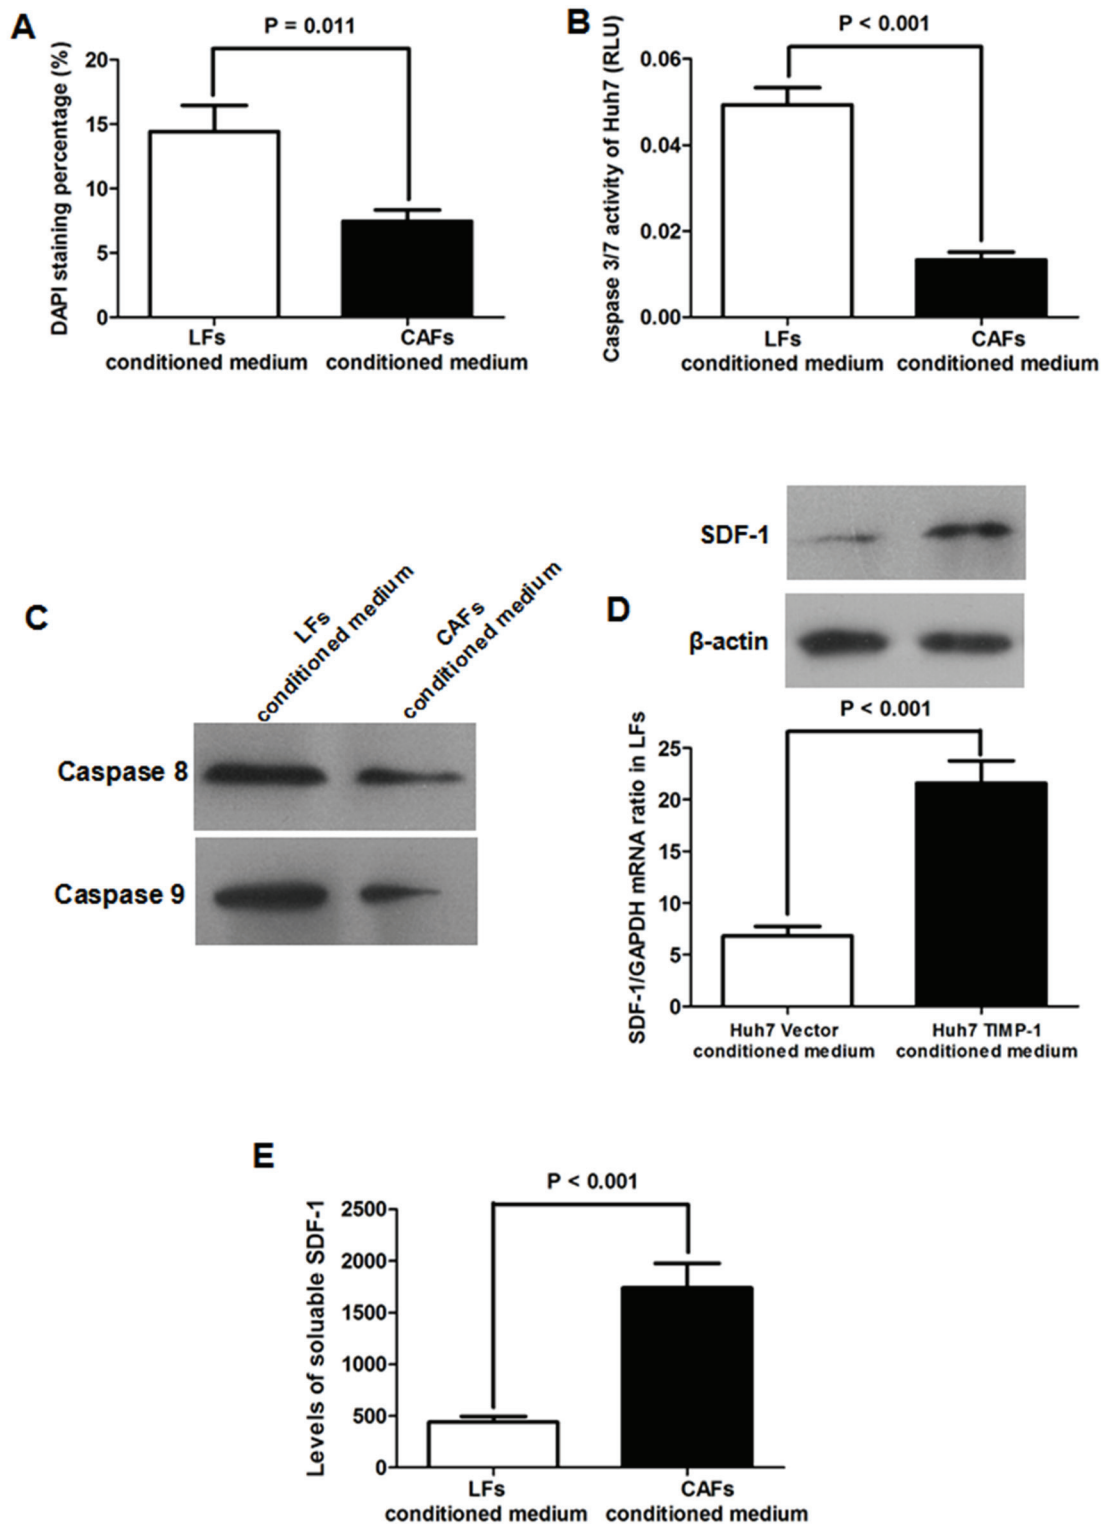 A
P = 0.011
DAPI staining percentage (%)
20
15
10
5
0
LFs
conditioned medium
CAFs
conditioned medium
B
P < 0.001
Caspase 3/7 activity of Huh7 (RLU)
0.06
0.04
0.02
0.00
LFs
conditioned medium
CAFs
conditioned medium
C
LFs
conditioned medium
CAFs
conditioned medium
Caspase 8
Caspase 9
D
SDF-1
β-actin
P < 0.001
SDF-1/GAPDH mRNA ratio in LFs
25
20
15
10
5
0
Huh7 Vector
conditioned medium
Huh7 TIMP-1
conditioned medium
E
P < 0.001
Levels of soluable SDF-1
2500
2000
1500
1000
500
0
LFs
conditioned medium
CAFs
conditioned medium